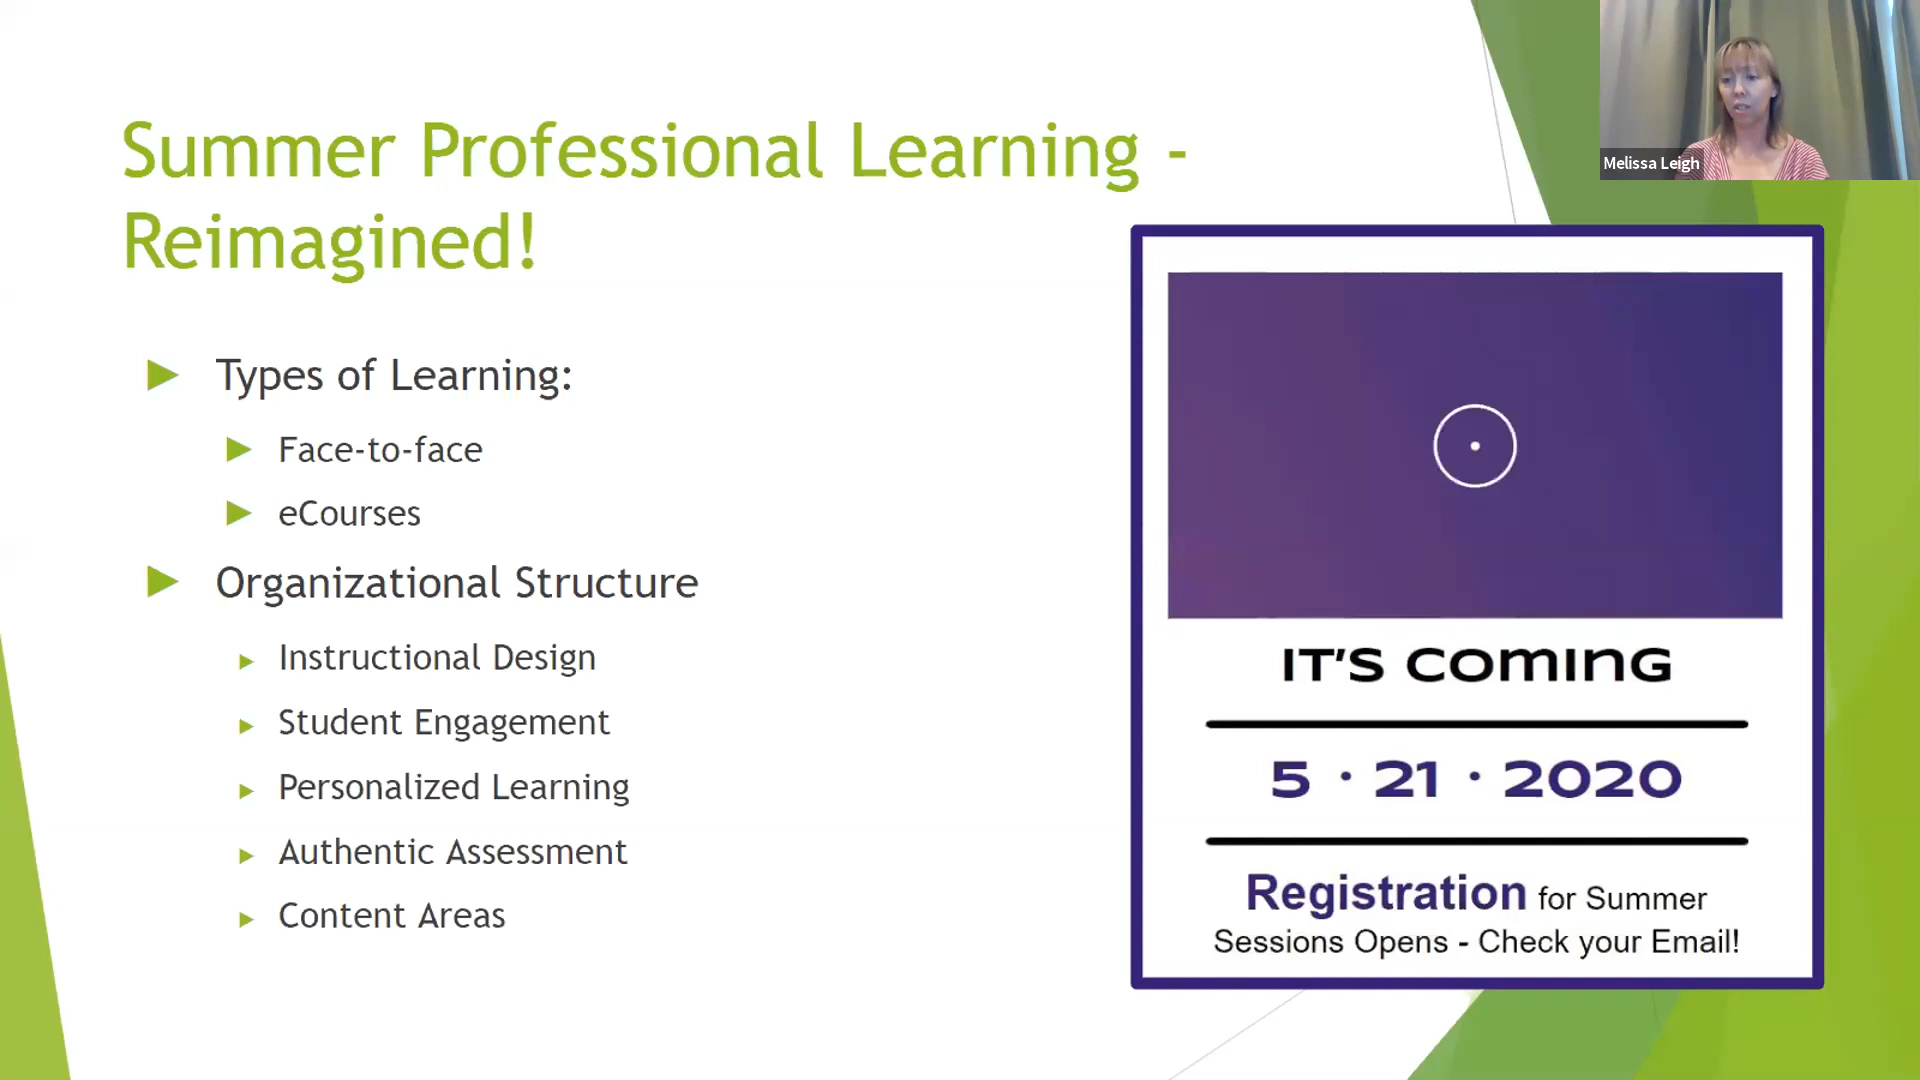 Summer Professional Learning -
Reimagined!
Types of Learning:
Face-to-face
eCourses
Organizational Structure
Instructional Design
Student Engagement
Personalized Learning
Authentic Assessment
Content Areas
Melissa Leigh
IT'S COMING
5 · 21 · 2020
Registration for Summer
Sessions Opens - Check your Email!